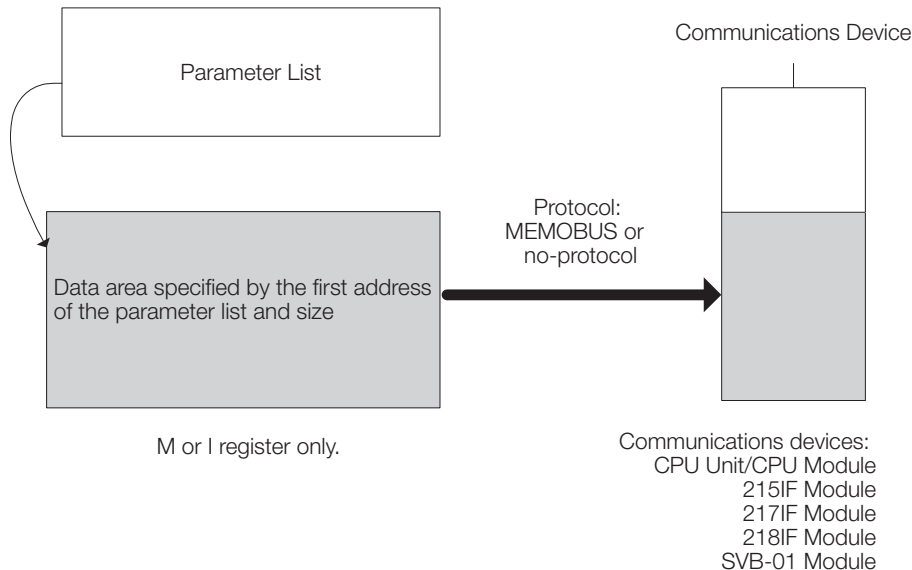 Communications Device
Parameter List
Protocol:
MEMOBUS or
no-protocol
Data area specified by the first address
of the parameter list and size
M or I register only.
Communications devices:
CPU Unit/CPU Module
215IF Module
217IF Module
218IF Module
SVB-01 Module